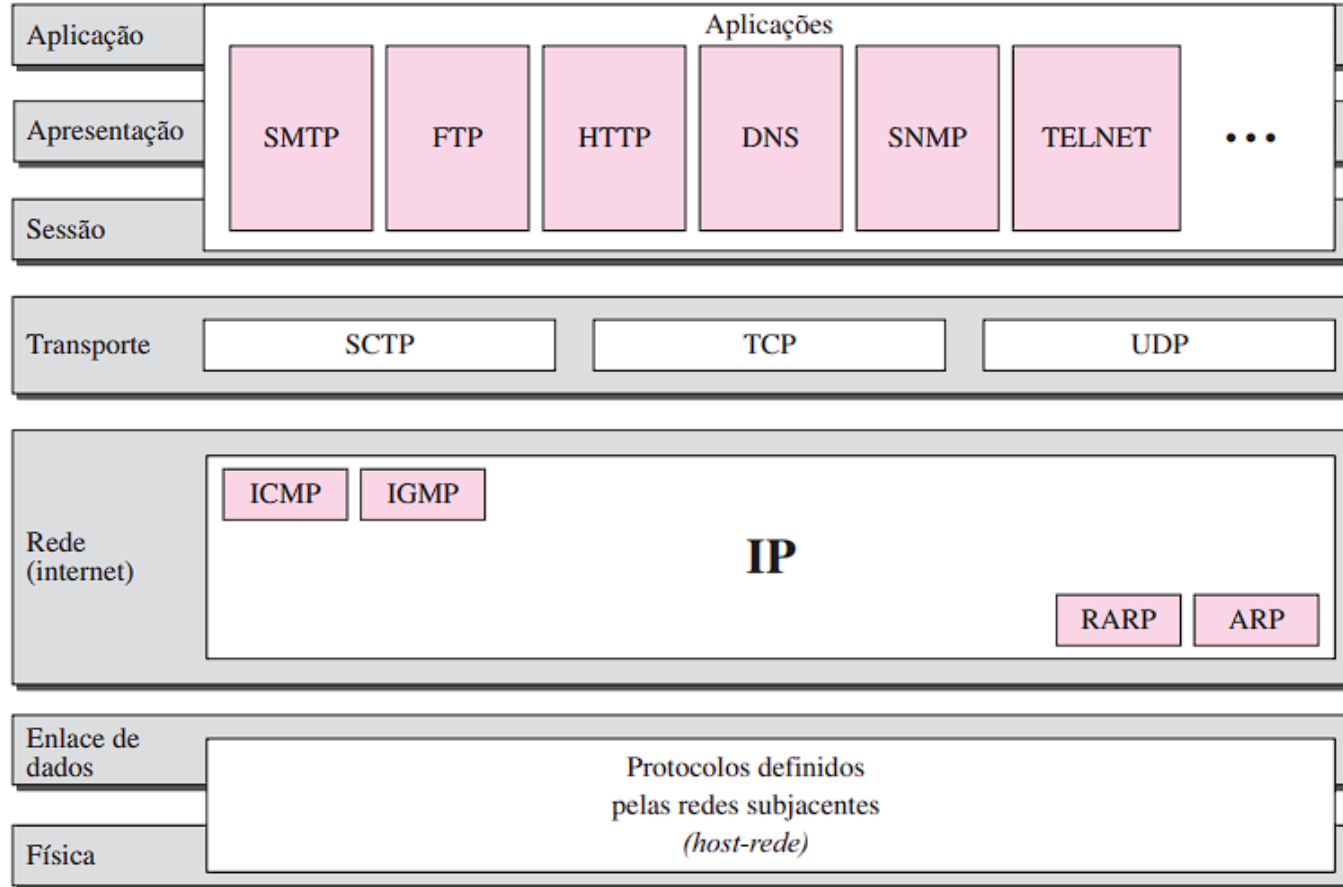 Aplicação
Aplicações
Apresentação
SMTP
FTP
HTTP
DNS
SNMP
TELNET
•••
Sessão
Transporte
SCTP
TCP
UDP
ICMP
IGMP
Rede
(internet)
IP
RARP
ARP
Enlace de
dados
Protocolos definidos
pelas redes subjacentes
(host-rede)
Física